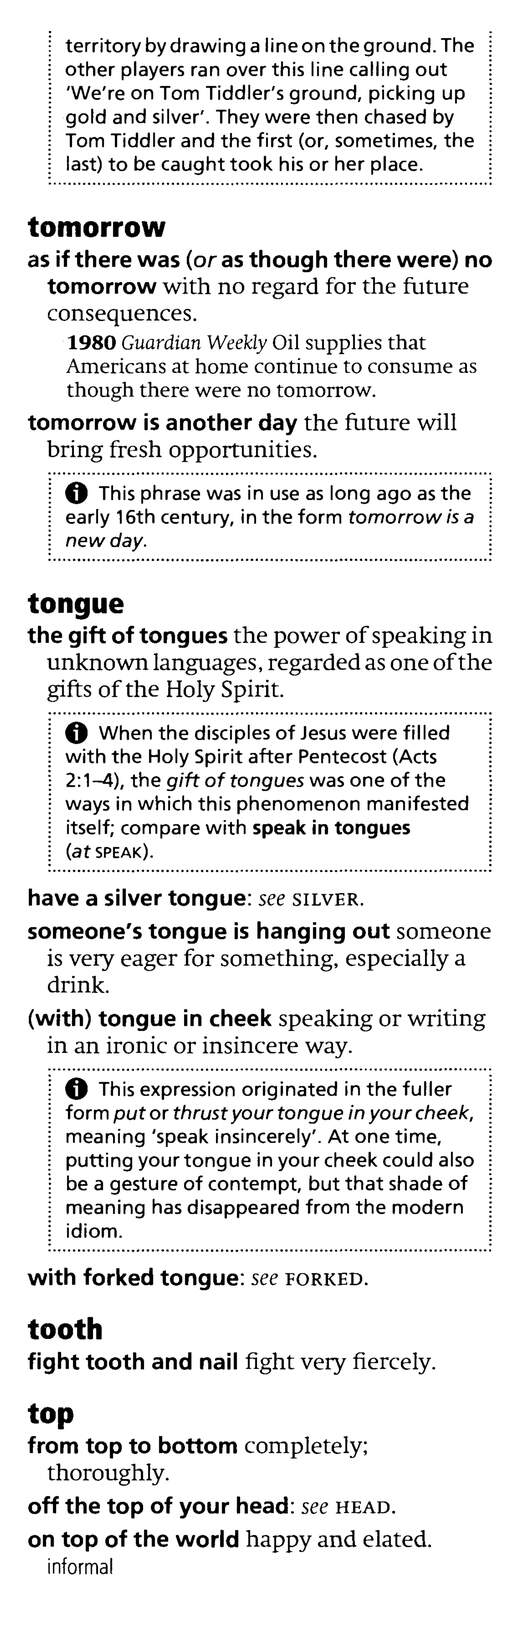 territory by drawing a line on the ground. The
other players ran over this line calling out
'We're on Tom Tiddler's ground, picking up
gold and silver'. They were then chased by
Tom Tiddler and the first (or, sometimes, the
last) to be caught took his or her place.
tomorrow
as if there was (or as though there were) no
tomorrow with no regard for the future
consequences.
1980 Guardian Weekly Oil supplies that
Americans at home continue to consume as
though there were no tomorrow.
tomorrow is another day the future will
bring fresh opportunities.
i This phrase was in use as long ago as the
early 16th century, in the form tomorrow is a
new day.
tongue
the gift of tongues the power of speaking in
unknown languages, regarded as one of the
gifts of the Holy Spirit.
i When the disciples of Jesus were filled
with the Holy Spirit after Pentecost (Acts
2:1–4), the gift of tongues was one of the
ways in which this phenomenon manifested
itself; compare with speak in tongues
(at SPEAK).
have a silver tongue: see SILVER.
someone's tongue is hanging out someone
is very eager for something, especially a
drink.
(with) tongue in cheek speaking or writing
in an ironic or insincere way.
i This expression originated in the fuller
form put or thrust your tongue in your cheek,
meaning 'speak insincerely'. At one time,
putting your tongue in your cheek could also
be a gesture of contempt, but that shade of
meaning has disappeared from the modern
idiom.
with forked tongue: see FORKED.
tooth
fight tooth and nail fight very fiercely.
top
from top to bottom completely;
thoroughly.
off the top of your head: see HEAD.
on top of the world happy and elated.
informal